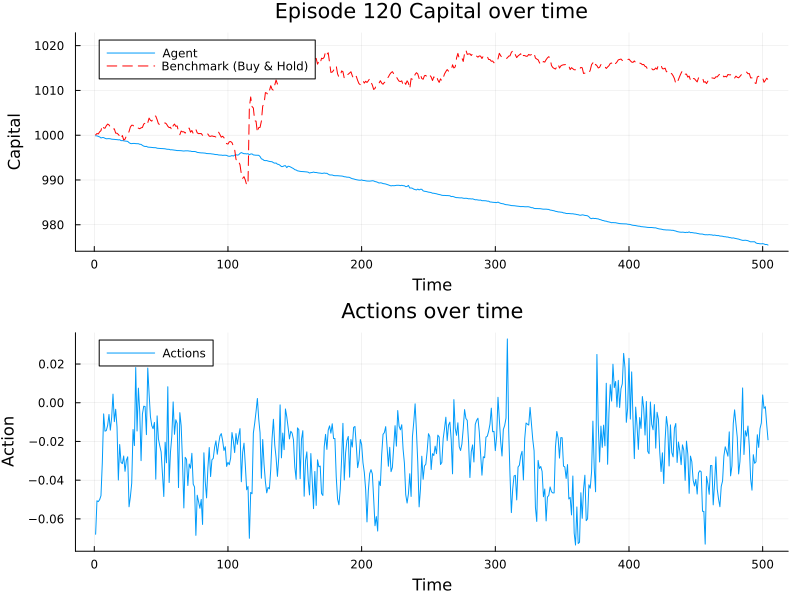 Episode 120 Capital over time
Capital
1020
1010
1000
990
980
Agent
Benchmark (Buy & Hold)
0
100
200
300
400
500
Time
Actions over time
Action
0.02
0.00
−0.02
−0.04
−0.06
Actions
0
100
200
300
400
500
Time